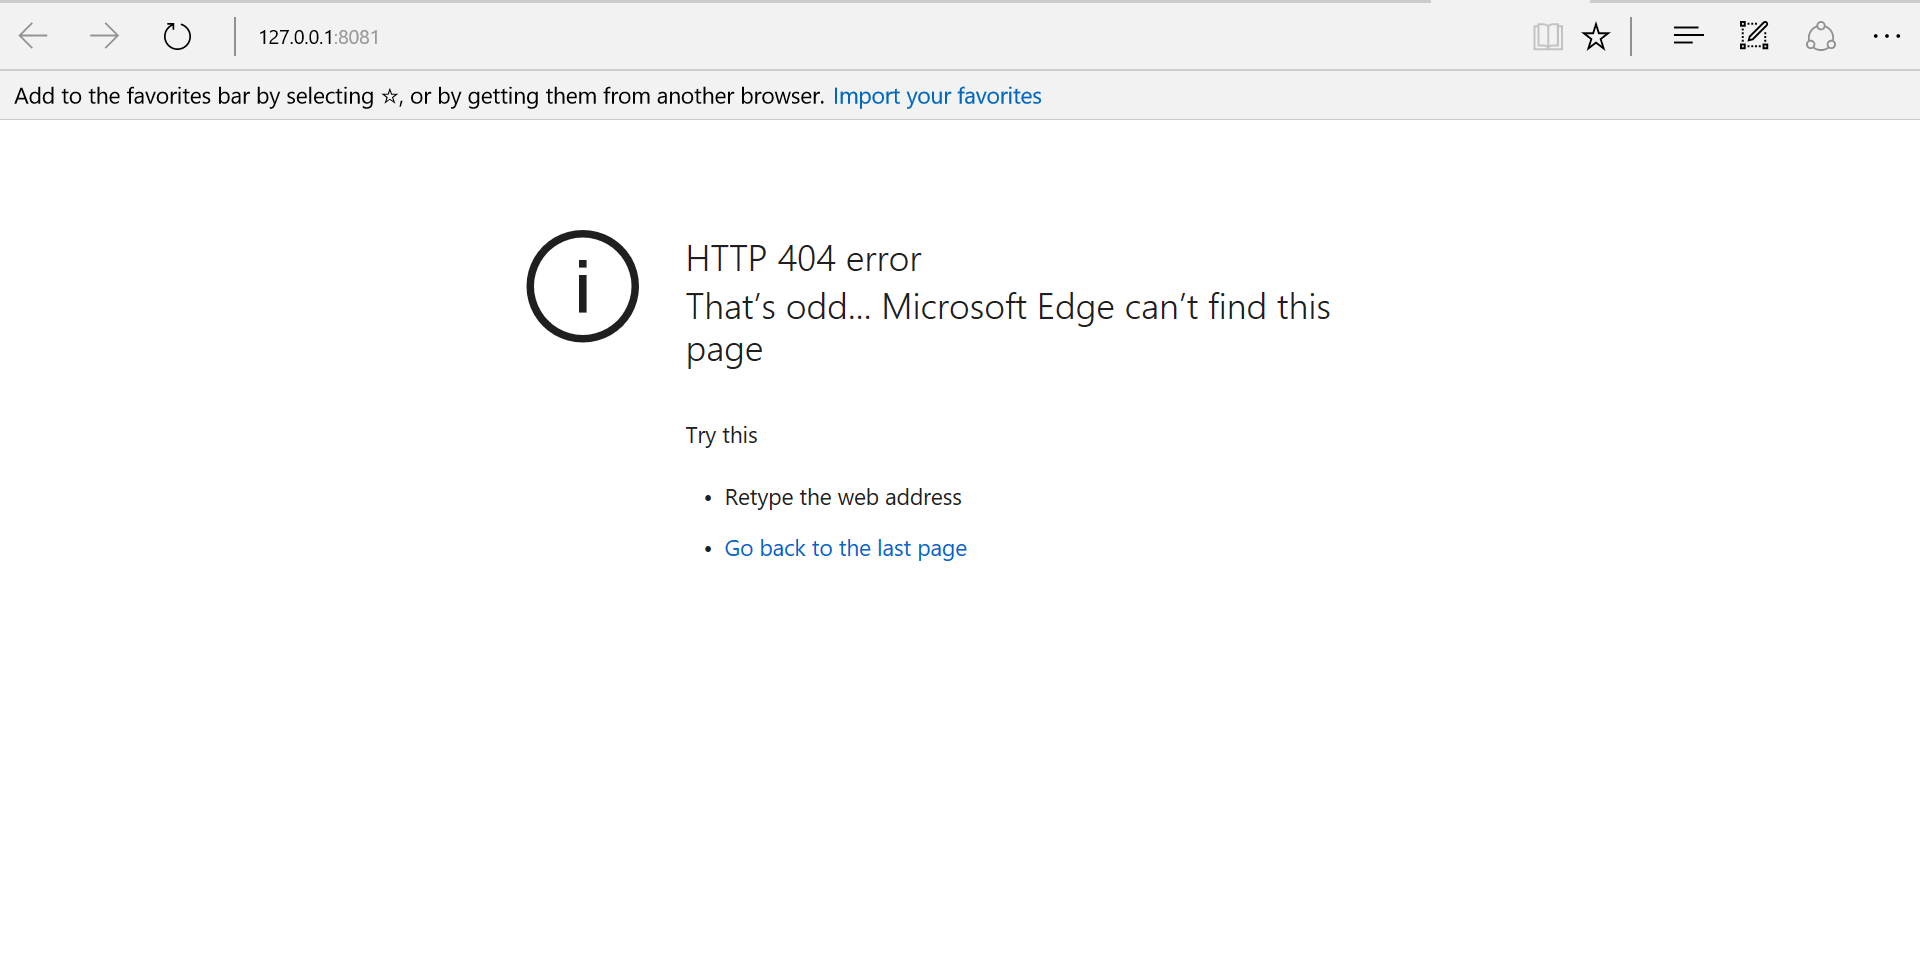 127.0.0.1:8081
Add to the favorites bar by selecting ☆, or by getting them from another browser. Import your favorites
HTTP 404 error
That’s odd... Microsoft Edge can’t find this
page
Try this
• Retype the web address
• Go back to the last page